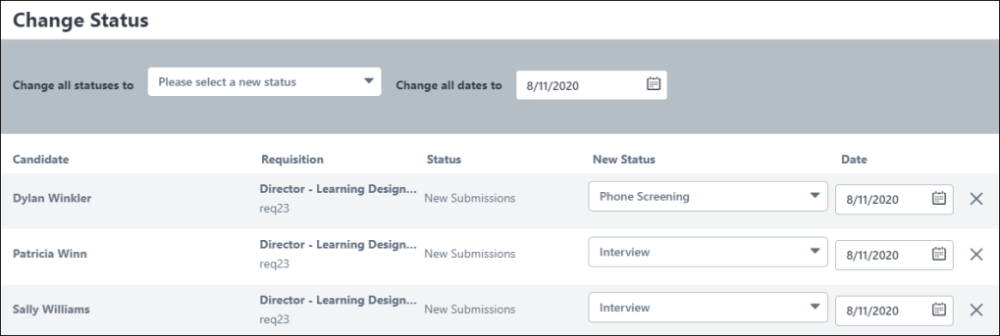 Change Status
Change all statuses to Please select a new status Change all dates to 8/11/2020
Candidate Requisition Status New Status Date
Director - Learning Design...
Dylan Winkler New Submissions Phone Screening 8/11/2020
req23
Director - Learning Design...
Patricia Winn New Submissions Interview 8/11/2020
req23
Director - Learning Design...
Sally Williams New Submissions Interview 8/11/2020
req23